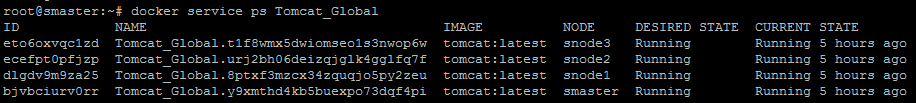 root@smaster:~# docker service ps Tomcat_Global
ID NAME IMAGE NODE DESIRED STATE CURRENT STATE
eto6oxvqc1zd Tomcat_Global.t1f8wmx5dwiomseo1s3nwop6w tomcat:latest snode3 Running Running 5 hours ago
ecefpt0pfjzp Tomcat_Global.urj2bh06deizqjglk4gglfq7f tomcat:latest snode2 Running Running 5 hours ago
dlgdv9m9za25 Tomcat_Global.8ptxf3mzcx34zquqjo5py2zeu tomcat:latest snode1 Running Running 5 hours ago
bjvbciurv0rr Tomcat_Global.y9xmthd4kb5buexpo73dqf4pi tomcat:latest smaster Running Running 5 hours ago